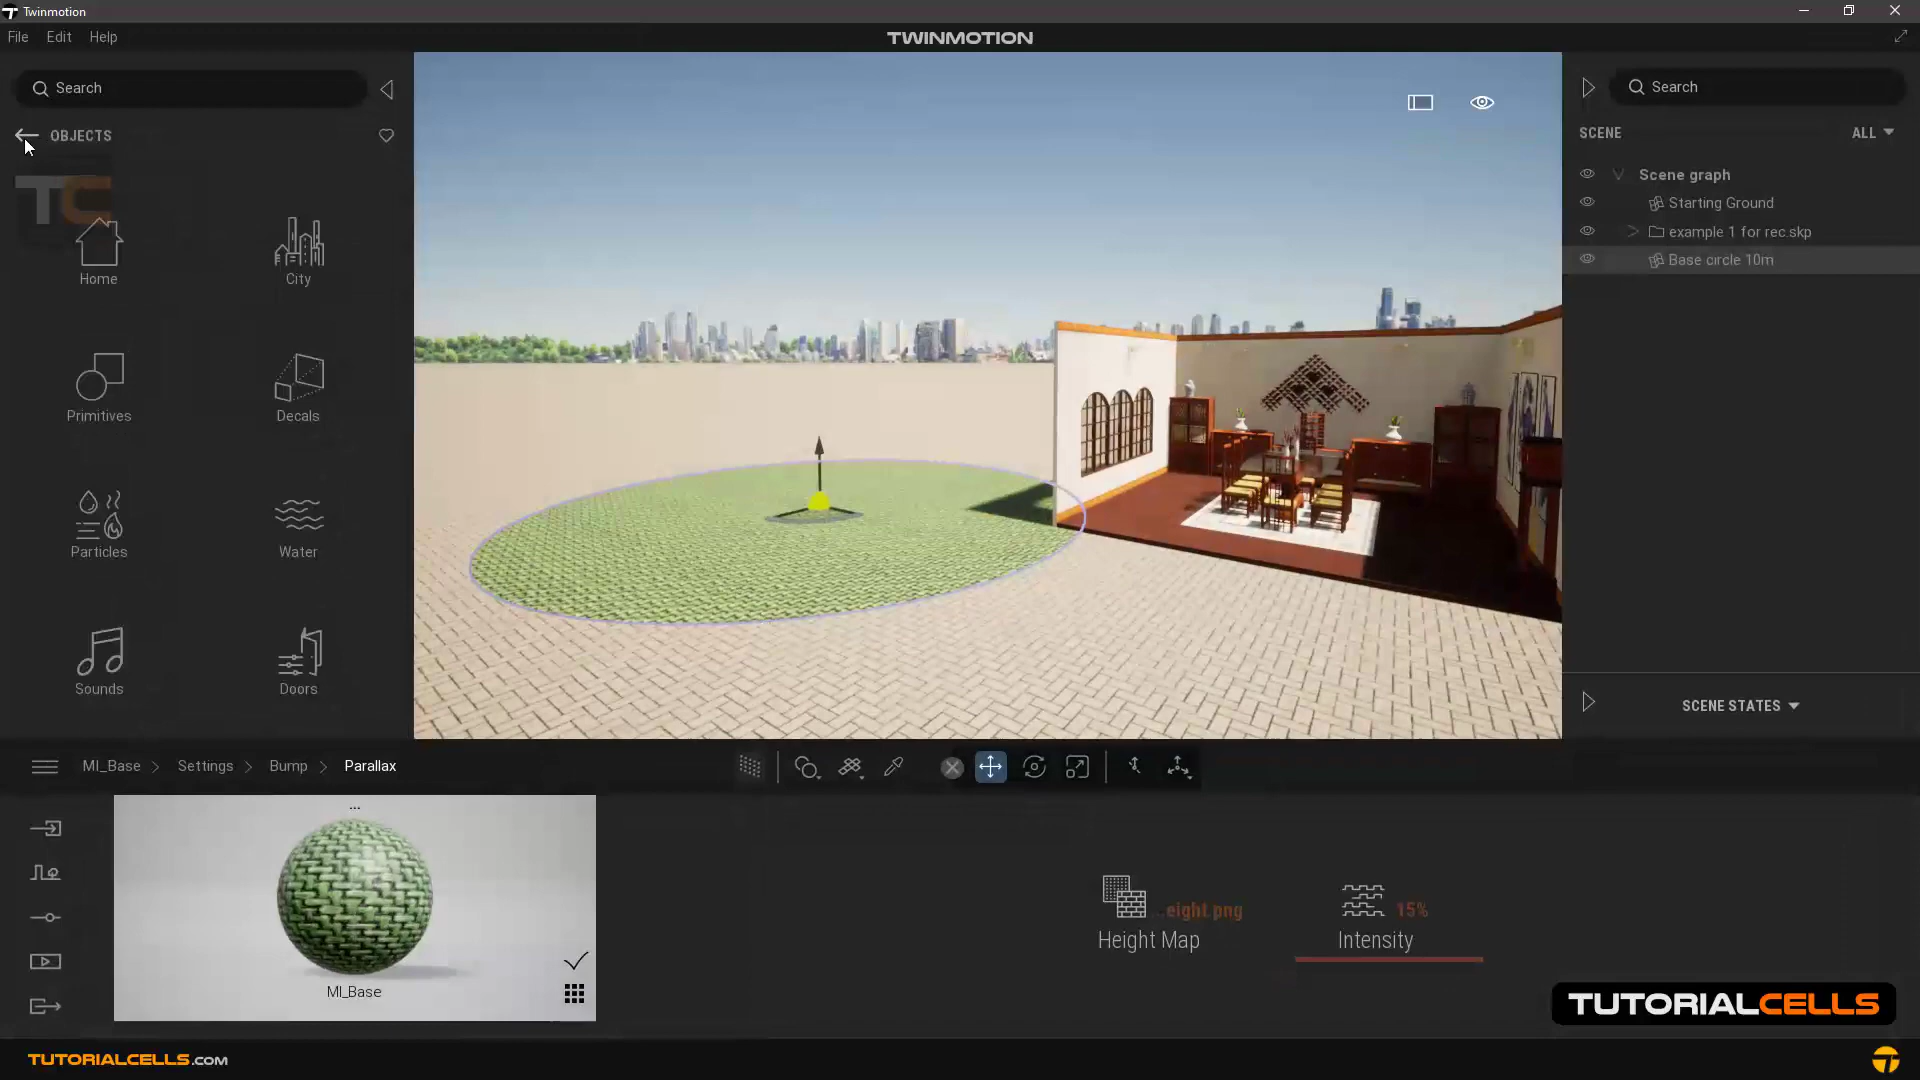 Twinmotion
File Edit Help
TWINMOTION
Search
OBJECTS
TC
Home
City
Primitives
Decals
Particles
Water
Sounds
Doors
Search
SCENE
ALL
Scene graph
Starting Ground
example 1 for rec.skp
Base circle 10m
SCENE STATES
MI_Base > Settings > Bump > Parallax
...
MI_Base
...eight.png
Height Map
15%
Intensity
TUTORIALCELLS
TUTORIALCELLS.COM